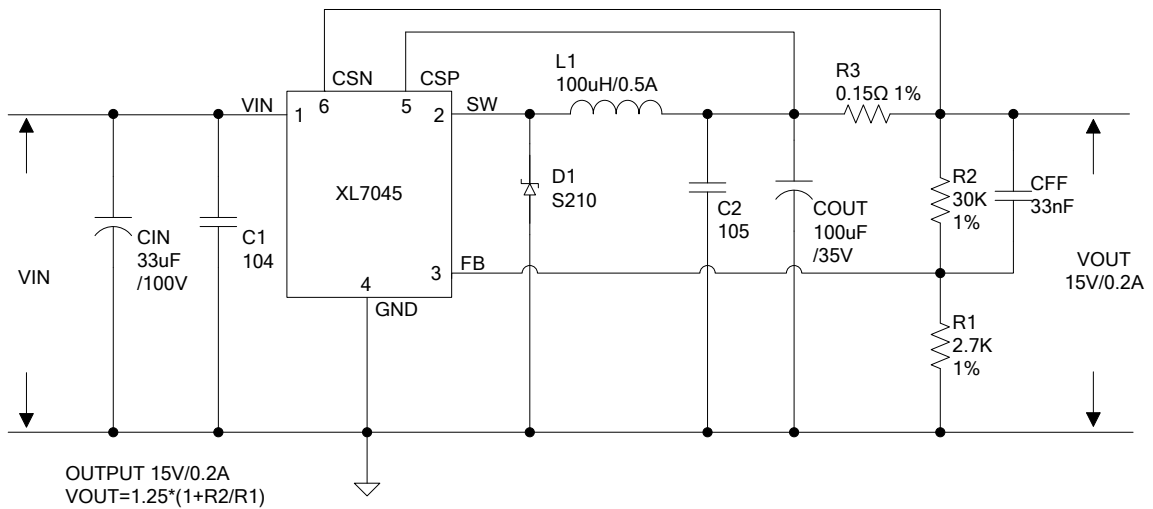 CSN
CSP
L1
100uH/0.5A
R3
0.15Ω 1%
VIN
1
6
5
2
SW
XL7045
D1
S210
C2
105
COUT
100uF
/35V
R2
30K
1%
CFF
33nF
CIN
33uF
/100V
C1
104
VIN
3
FB
4
GND
VOUT
15V/0.2A
R1
2.7K
1%
OUTPUT 15V/0.2A
VOUT=1.25*(1+R2/R1)